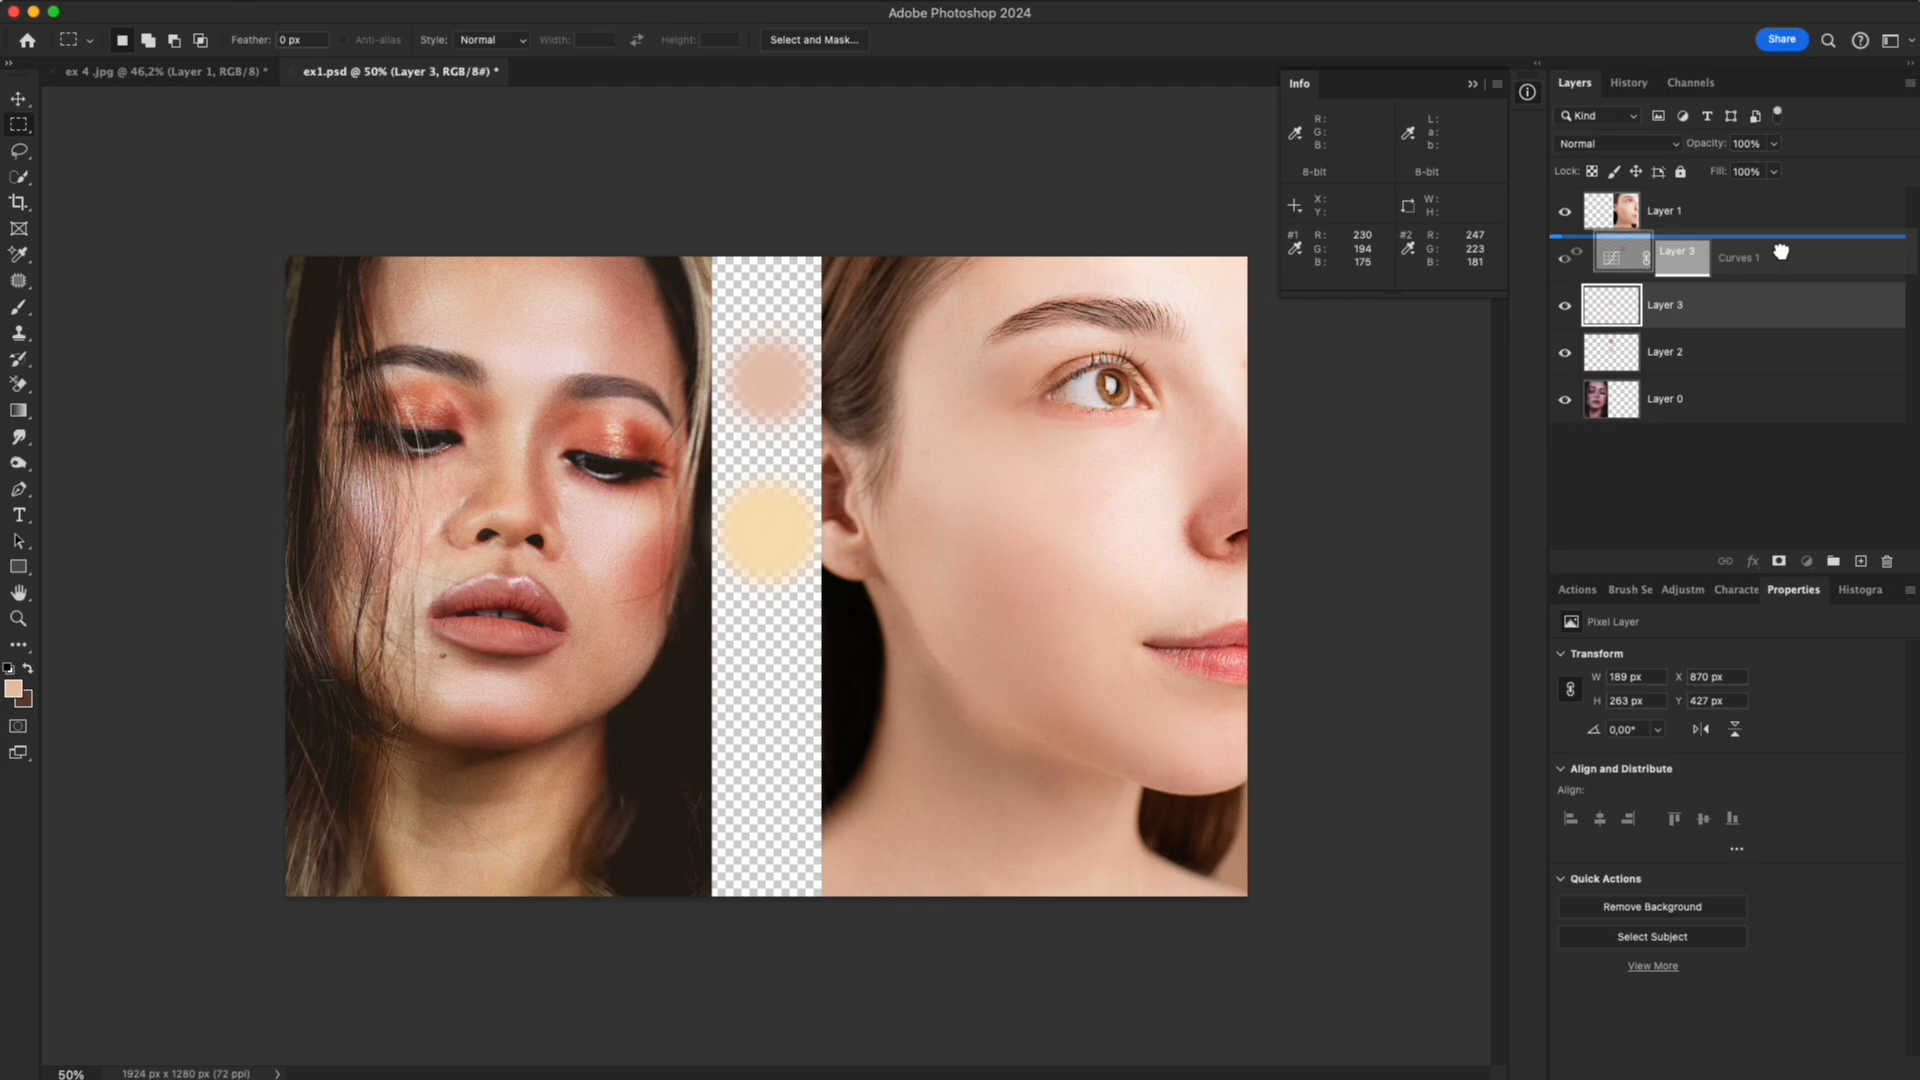 Adobe Photoshop 2024
Feather: 0 px Anti-alias Style: Normal Width: Height: Select and Mask... Share
ex 4 .jpg @ 46,2% (Layer 1, RGB/8) * ex1.psd @ 50% (Layer 3, RGB/8#) *
Info
R: L:
G: a:
B: b:
8-bit 8-bit
X: W:
Y: H:
#1 R: 230 #2 R: 247
G: 194 G: 223
B: 175 B: 181
Layers History Channels
Kind
Normal Opacity: 100%
Lock: Fill: 100%
Layer 1
Layer 3 Curves 1
Layer 3
Layer 2
Layer 0
fx
Actions Brush Se Adjustm Characte Properties Histogra
Pixel Layer
Transform
W 189 px X 870 px
H 263 px Y 427 px
0,00°
Align and Distribute
Align:
Quick Actions
Remove Background
Select Subject
View More
50% 1924 px x 1280 px (72 ppi)